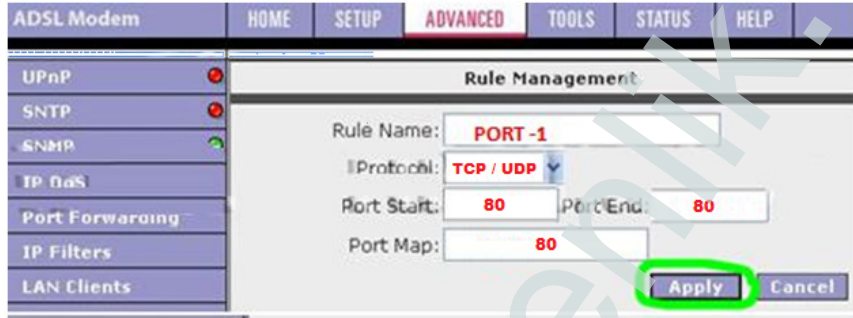 ADSL Modem HOME SETUP ADVANCED TOOLS STATUS HELP
UPnP
SNTP
SNMP
IP QoS
Port Forwarding
IP Filters
LAN Clients
Rule Management
Rule Name: PORT -1
Protocol: TCP / UDP
Port Start: 80 Port End: 80
Port Map: 80
Apply Cancel